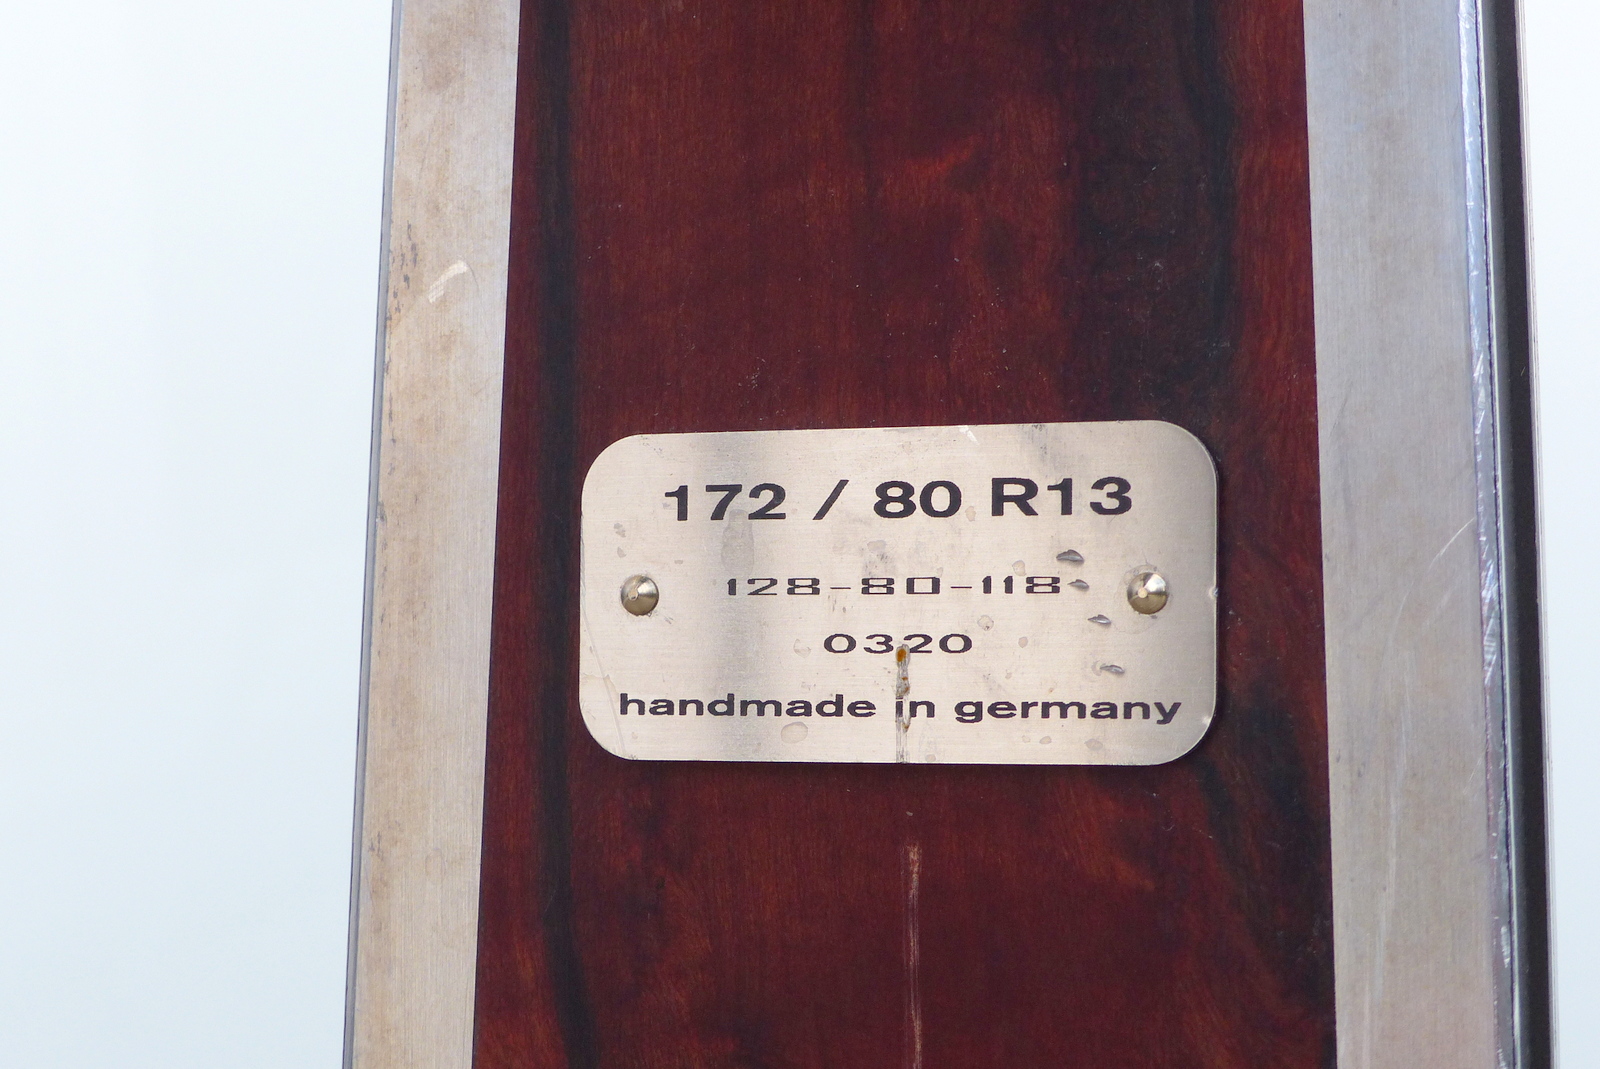 172 / 80 R13
128-80-118
0320
handmade in germany